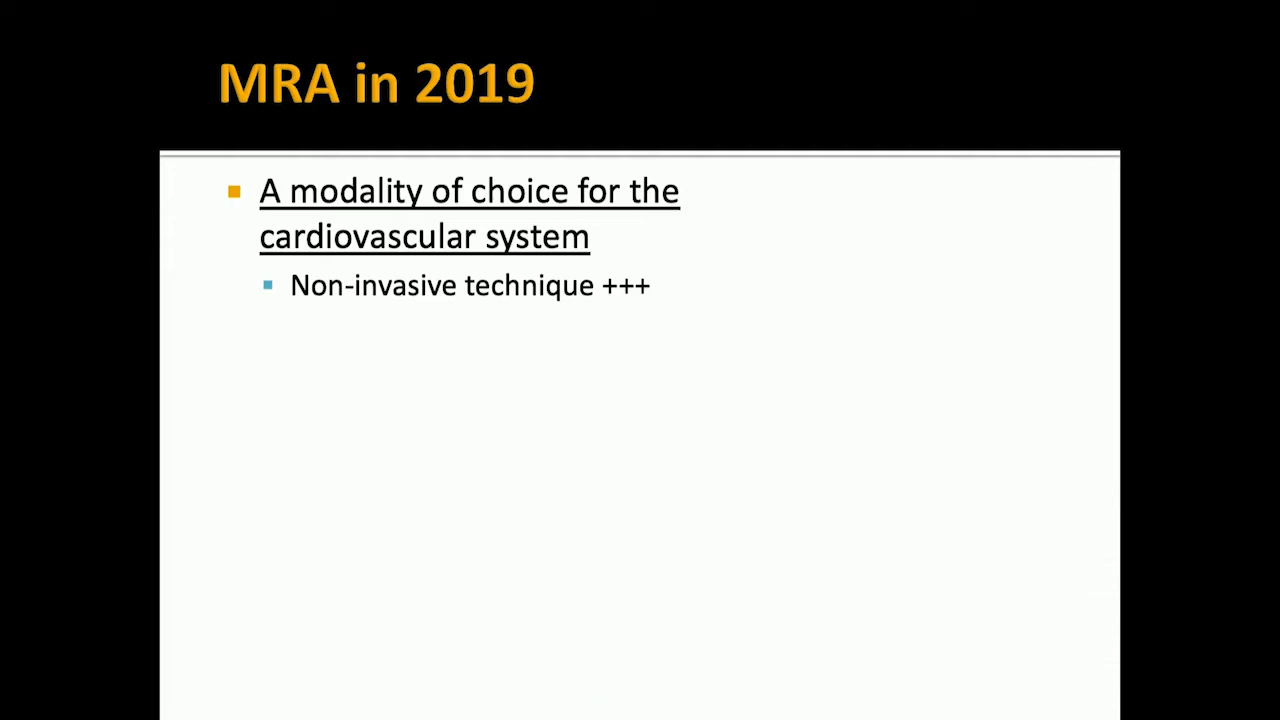 MRA in 2019
A modality of choice for the
cardiovascular system
Non-invasive technique +++